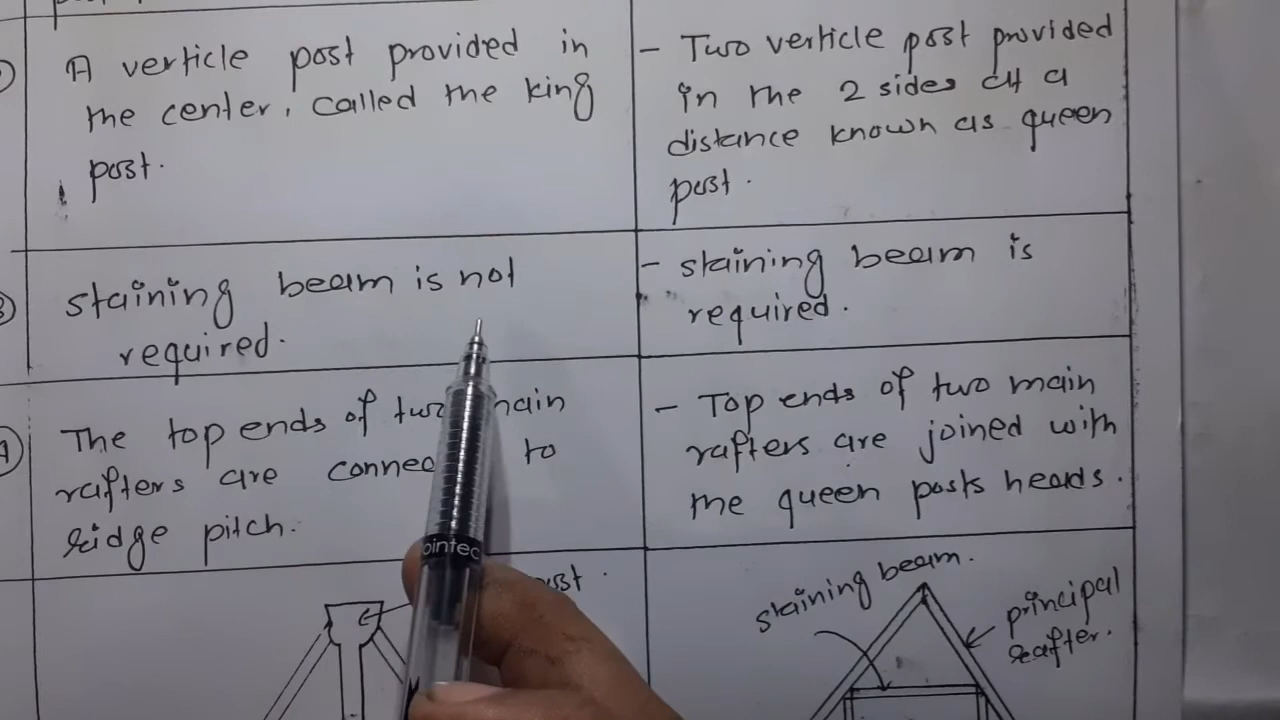 A verticle post provided in
the center, called the king
post.
- Two verticle post provided
in the 2 sides at a
distance known as queen
post.
staining beam is not
required.
- staining beam is
required.
The top ends of two main
rafters are to
ridge pitch.
- Top ends of two main
rafters are joined with
the queen posts heads.
ointec
staining beam.
principal
rafter.